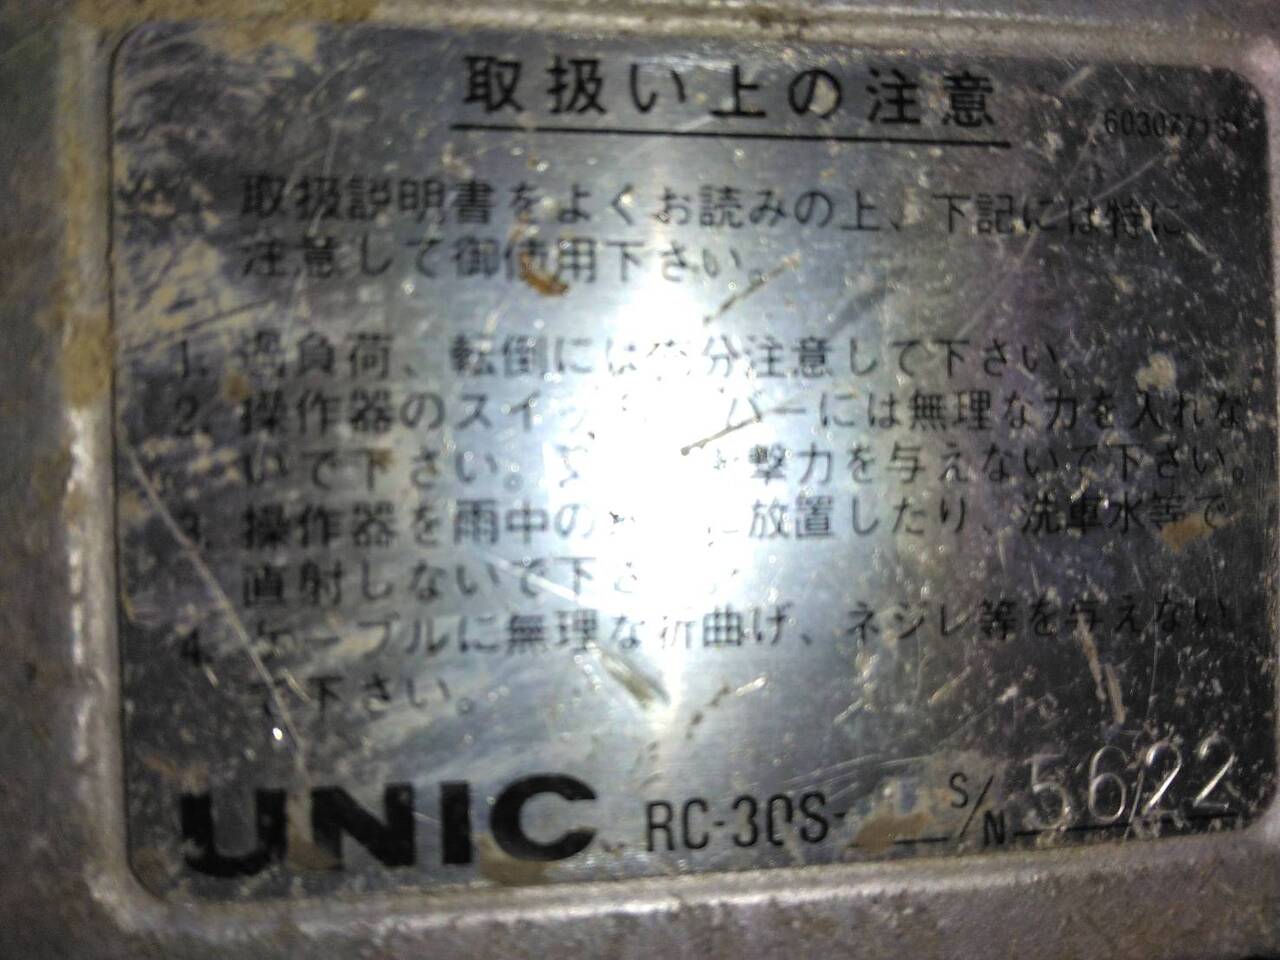 取扱い上の注意
取扱説明書をよくお読みの上、下記には特に
注意して御使用下さい。
1. 過負荷、転倒には 分注意して下さい。
2. 操作器のスイッ バーには無理な力を入れな
いで下さい。 撃力を与えないで下さい。
3. 操作器を雨中の 放置したり、洗車水等で
直射しないで下さ
4. ケーブルに無理な折曲げ、ネジレ等を与えない
で下さい。
UNIC RC-30S- S/N 5622